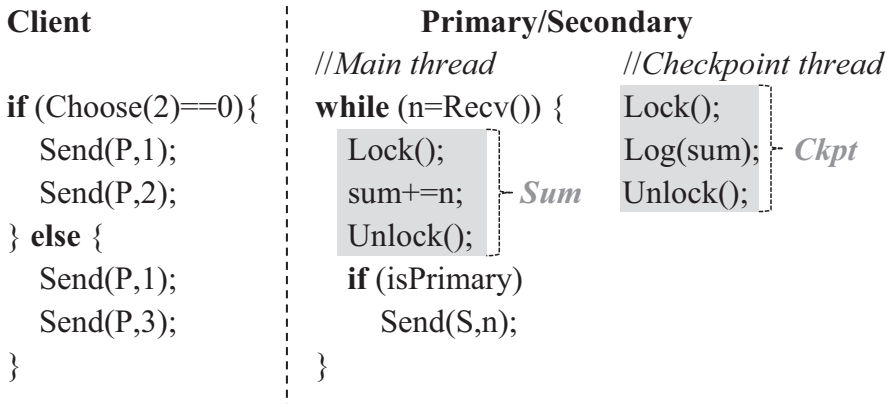 Client
if (Choose(2)==0){
Send(P,1);
Send(P,2);
} else {
Send(P,1);
Send(P,3);
}
Primary/Secondary
//Main thread
while (n=Recv()) {
Lock();
sum+=n;
Unlock();
Sum
if (isPrimary)
Send(S,n);
}
//Checkpoint thread
Lock();
Log(sum);
Unlock();
Ckpt